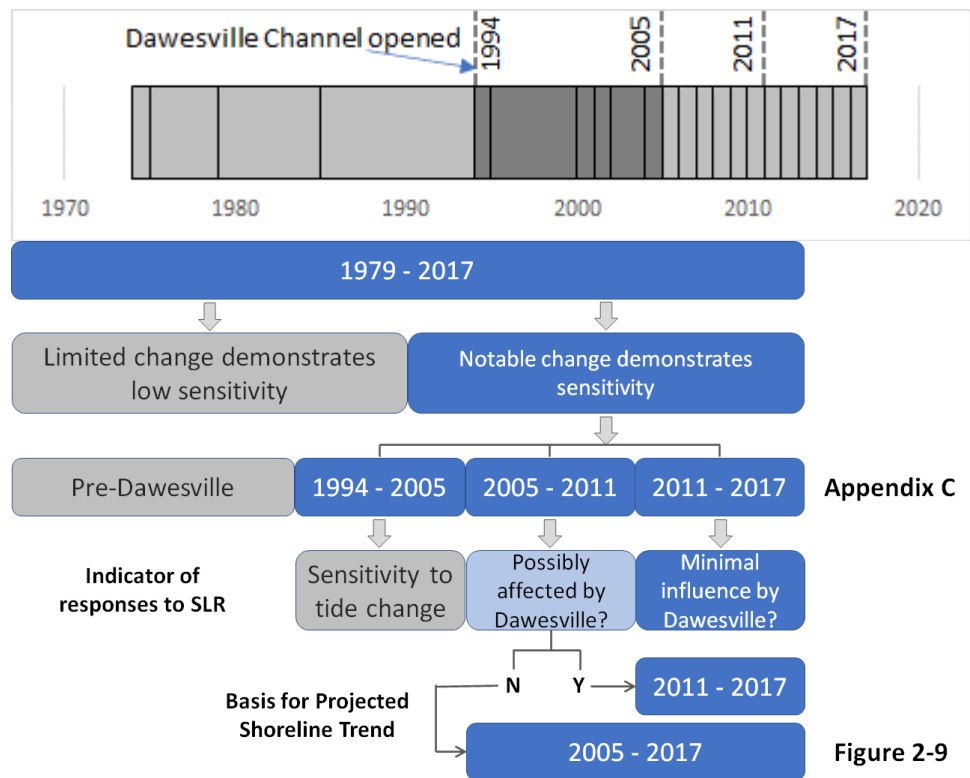 Dawesville Channel opened
1994
2005
2011
2017
1970
1980
1990
2000
2010
2020
1979 - 2017
Limited change demonstrates
low sensitivity
Notable change demonstrates
sensitivity
Pre-Dawesville
1994 - 2005
2005 - 2011
2011 - 2017
Appendix C
Indicator of
responses to SLR
Sensitivity to
tide change
Possibly
affected by
Dawesville?
Minimal
influence by
Dawesville?
N
Y
2011 - 2017
Basis for Projected
Shoreline Trend
2005 - 2017
Figure 2-9